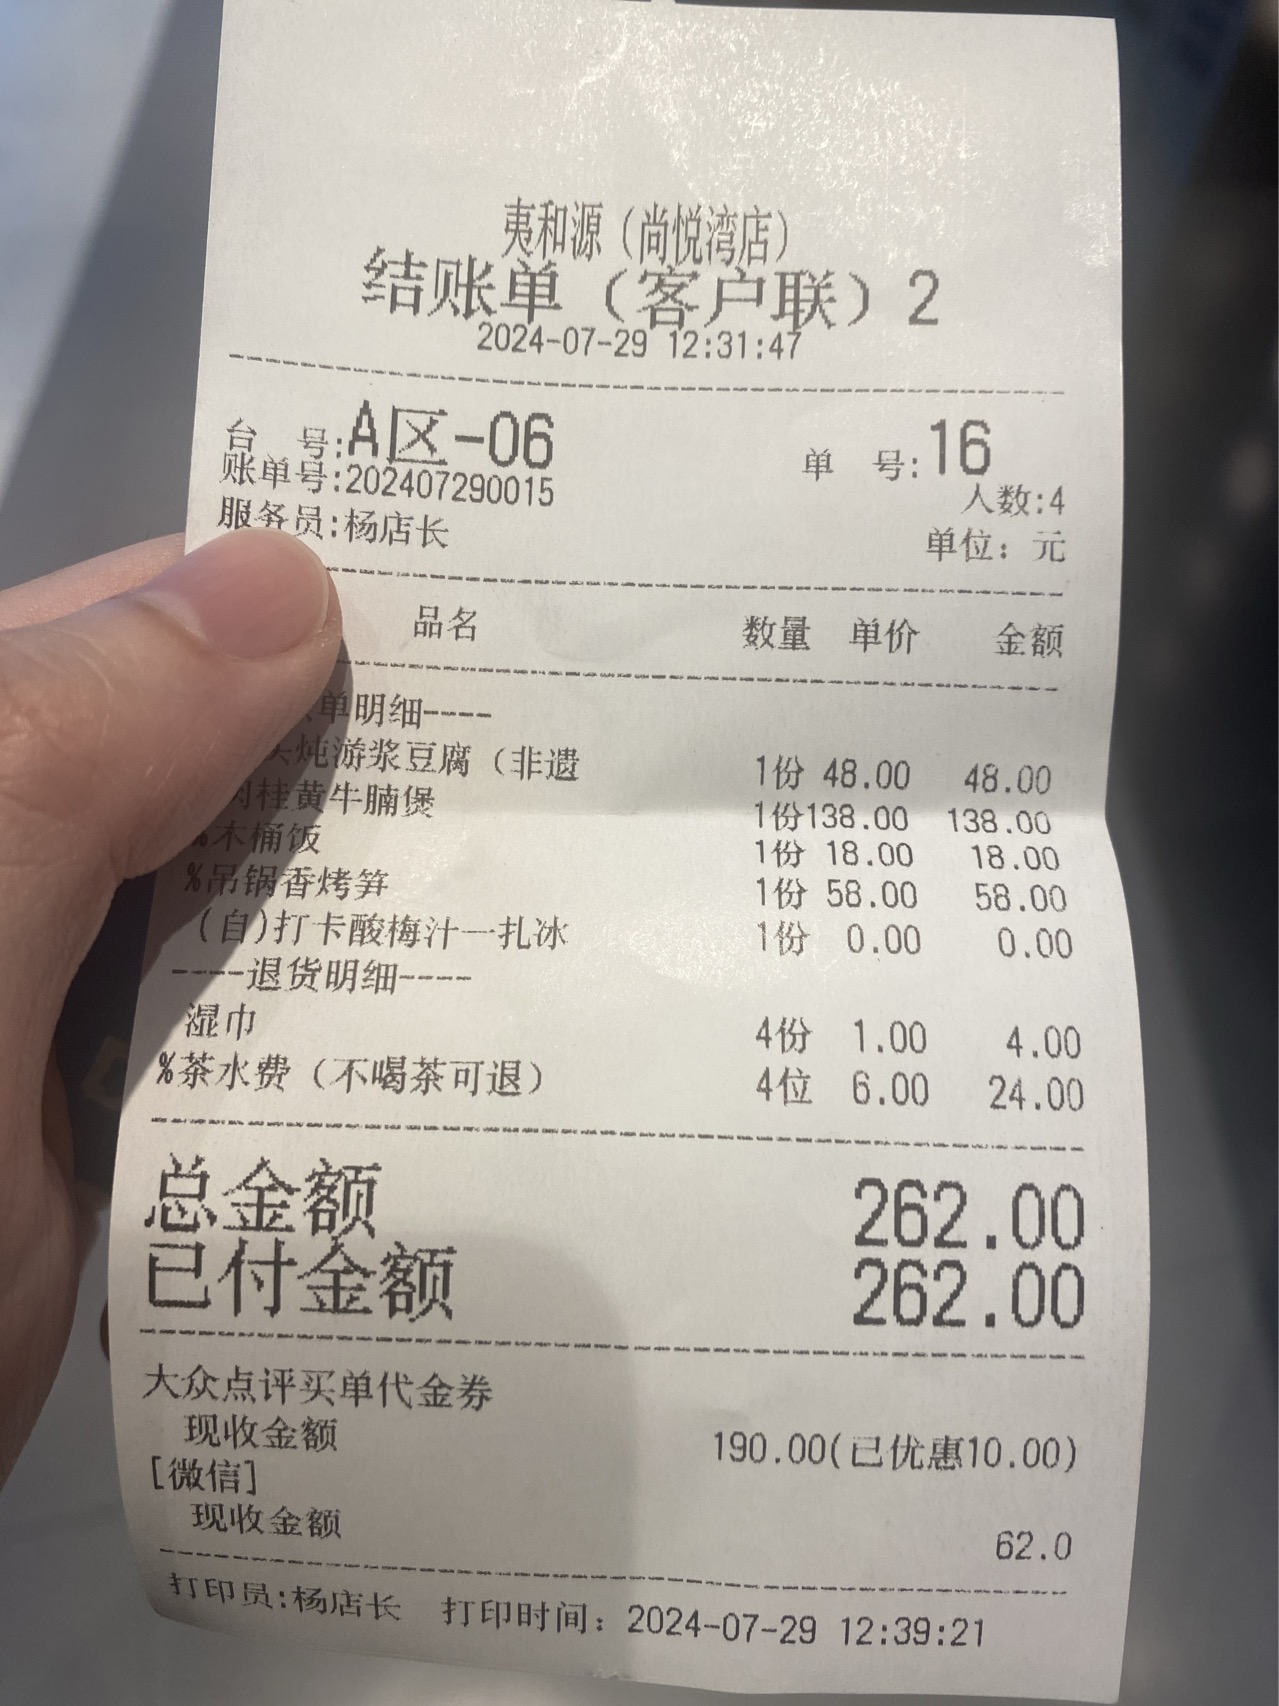 夷和源（尚悦湾店）
结账单（客户联）2
2024-07-29 12:31:47
台 号:A区-06 单 号:16
账单号:202407290015 人数:4
服务员:杨店长 单位：元
品名 数量 单价 金额
单明细----
炖游浆豆腐（非遗 1份 48.00 48.00
肉桂黄牛腩煲 1份138.00 138.00
%木桶饭 1份 18.00 18.00
%吊锅香烤笋 1份 58.00 58.00
(自)打卡酸梅汁一扎冰 1份 0.00 0.00
----退货明细----
湿巾 4份 1.00 4.00
%茶水费（不喝茶可退） 4位 6.00 24.00
总金额 262.00
已付金额 262.00
大众点评买单代金券
现收金额 190.00(已优惠10.00)
[微信]
现收金额 62.0
打印员:杨店长 打印时间：2024-07-29 12:39:21